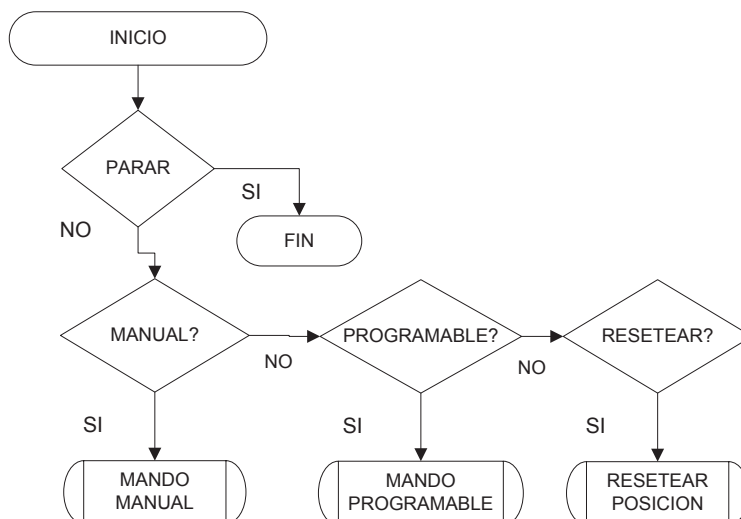 INICIO
PARAR
SI
NO
FIN
MANUAL?
NO
PROGRAMABLE?
NO
RESETEAR?
SI
SI
SI
MANDO
MANUAL
MANDO
PROGRAMABLE
RESETEAR
POSICION